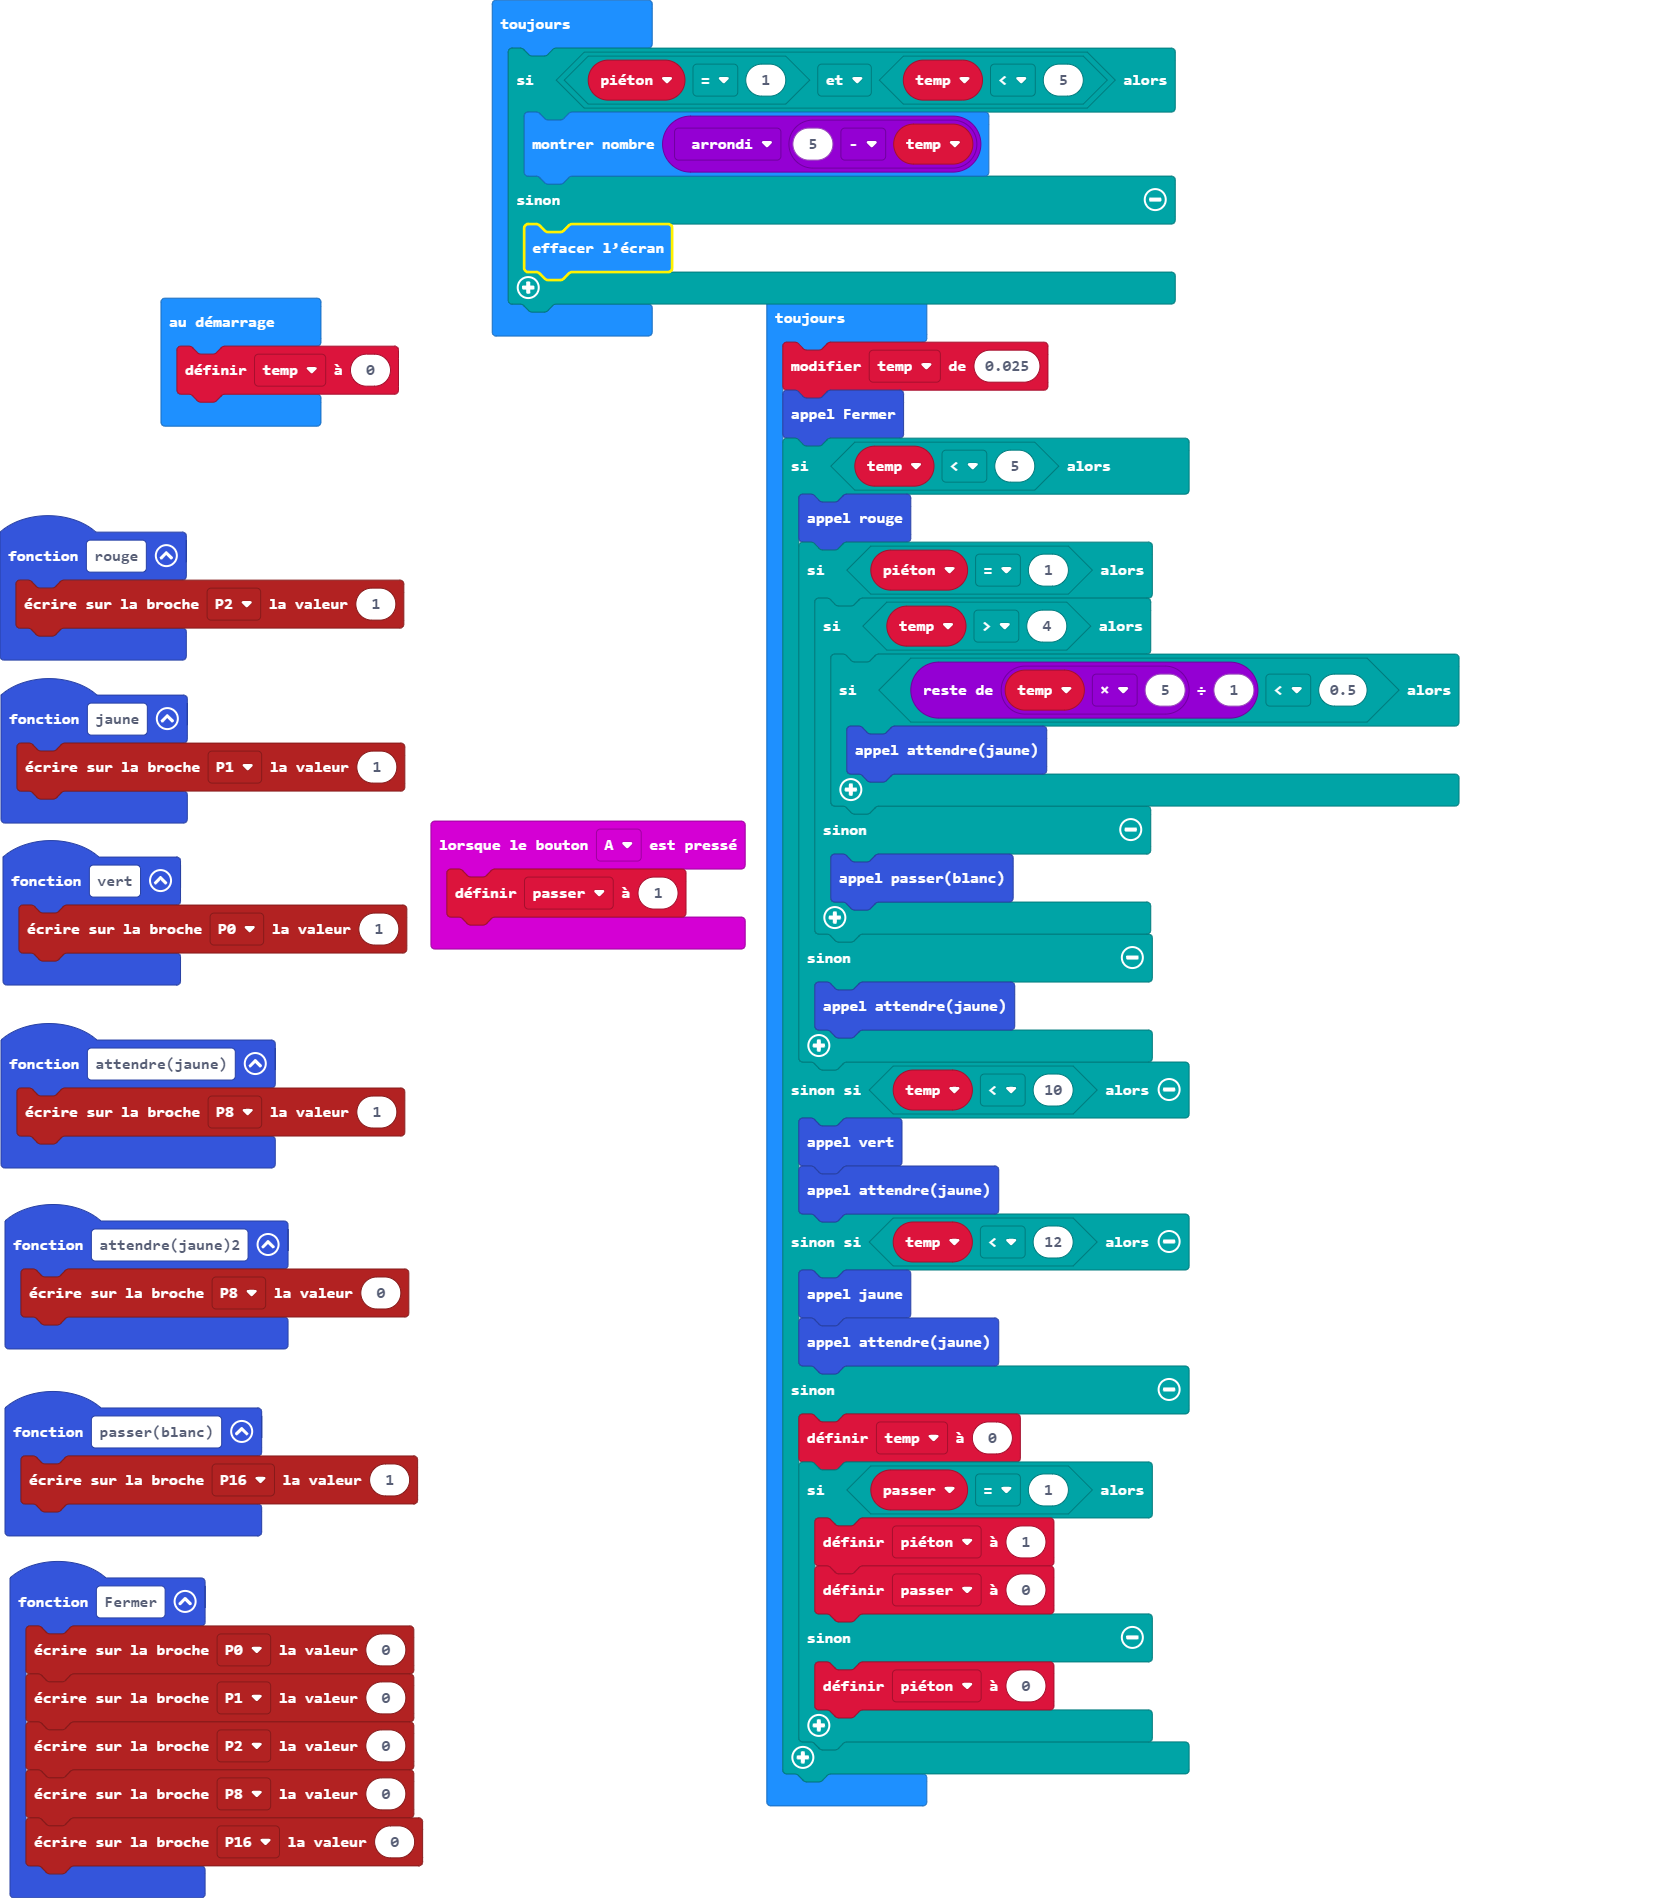 toujours
si piéton = 1 et temp < 5 alors
montrer nombre arrondi 5 - temp
sinon
effacer l'écran
au démarrage
définir temp à 0
fonction rouge
écrire sur la broche P2 la valeur 1
fonction jaune
écrire sur la broche P1 la valeur 1
fonction vert
écrire sur la broche P0 la valeur 1
fonction attendre(jaune)
écrire sur la broche P8 la valeur 1
fonction attendre(jaune)2
écrire sur la broche P8 la valeur 0
fonction passer(blanc)
écrire sur la broche P16 la valeur 1
fonction Fermer
écrire sur la broche P0 la valeur 0
écrire sur la broche P1 la valeur 0
écrire sur la broche P2 la valeur 0
écrire sur la broche P8 la valeur 0
écrire sur la broche P16 la valeur 0
lorsque le bouton A est pressé
définir passer à 1
toujours
modifier temp de 0.025
appel Fermer
si temp < 5 alors
appel rouge
si piéton = 1 alors
si temp > 4 alors
si reste de temp × 5 ÷ 1 < 0.5 alors
appel attendre(jaune)
sinon
appel passer(blanc)
sinon
appel attendre(jaune)
sinon si temp < 10 alors
appel vert
appel attendre(jaune)
sinon si temp < 12 alors
appel jaune
appel attendre(jaune)
sinon
définir temp à 0
si passer = 1 alors
définir piéton à 1
définir passer à 0
sinon
définir piéton à 0